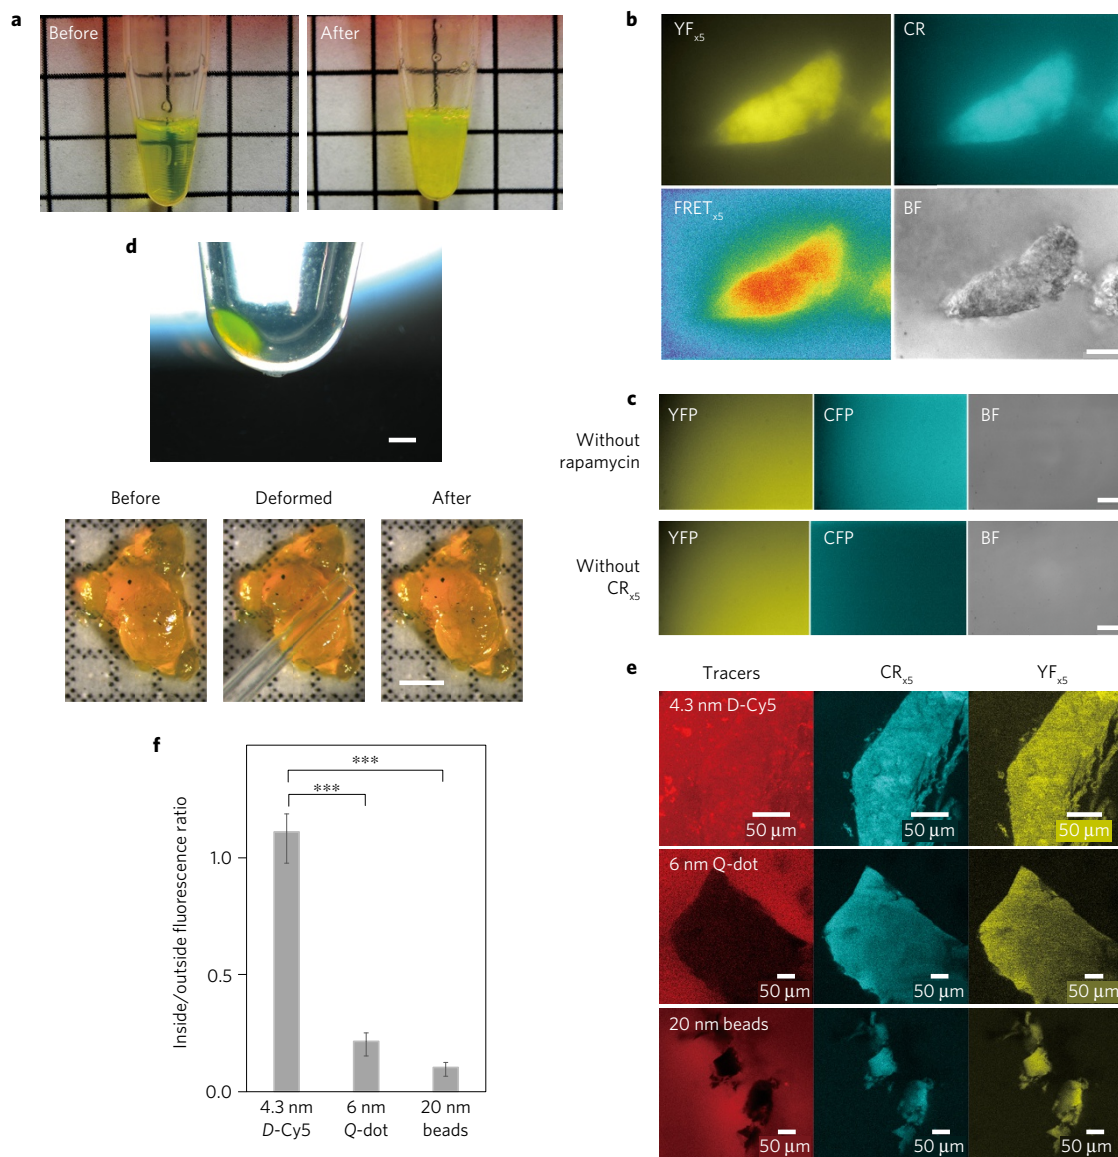 a
Before
After
b
YFx5
CR
FRETx5
BF
d
c
Without
rapamycin
YFP
CFP
BF
Without
CRx5
YFP
CFP
BF
Before
Deformed
After
e
Tracers
CRx5
YFx5
4.3 nm D-Cy5
50 μm
50 μm
50 μm
6 nm Q-dot
50 μm
50 μm
50 μm
20 nm beads
50 μm
50 μm
50 μm
f
Inside/outside fluorescence ratio
1.0
0.5
0.0
***
***
4.3 nm
D-Cy5
6 nm
Q-dot
20 nm
beads